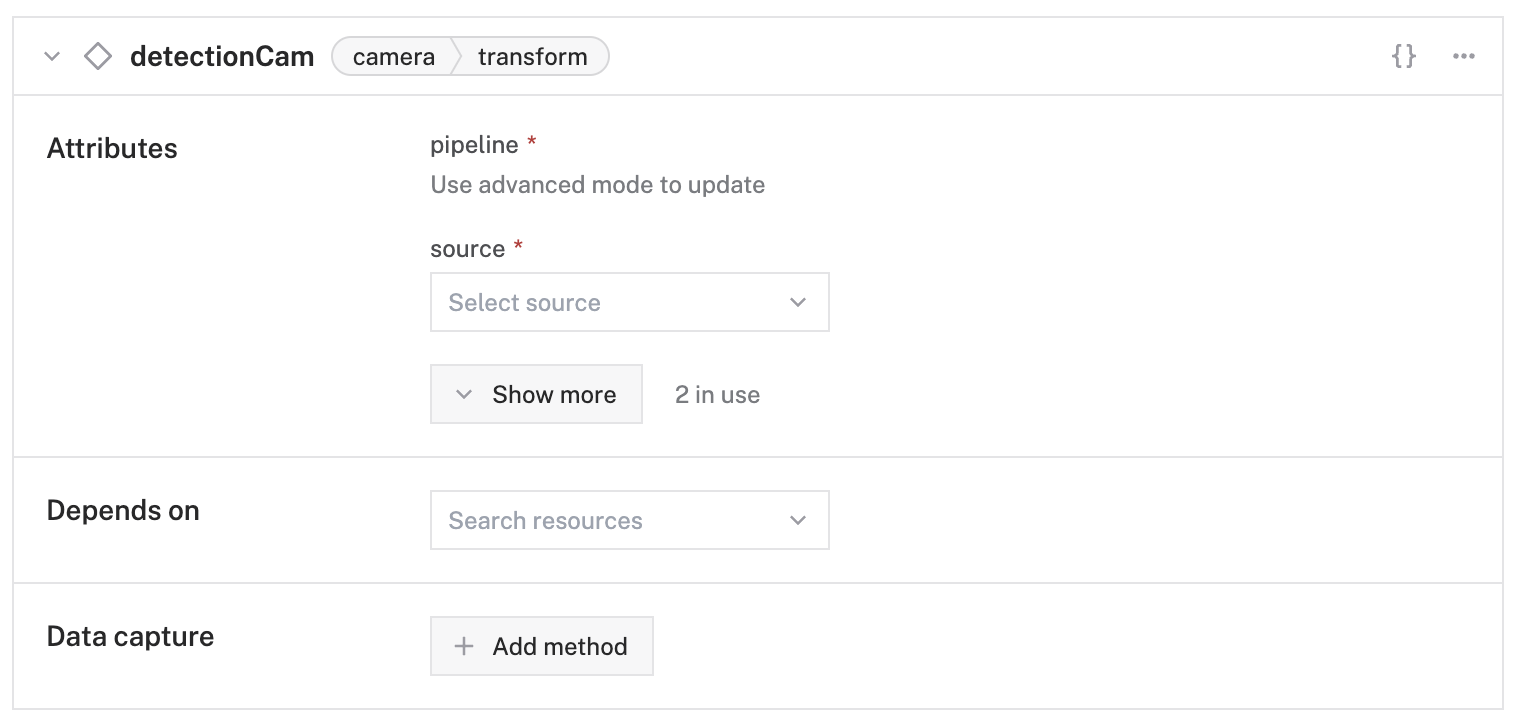 detectionCam camera transform {}
Attributes
pipeline *
Use advanced mode to update
source *
Select source
Show more 2 in use
Depends on
Search resources
Data capture
Add method